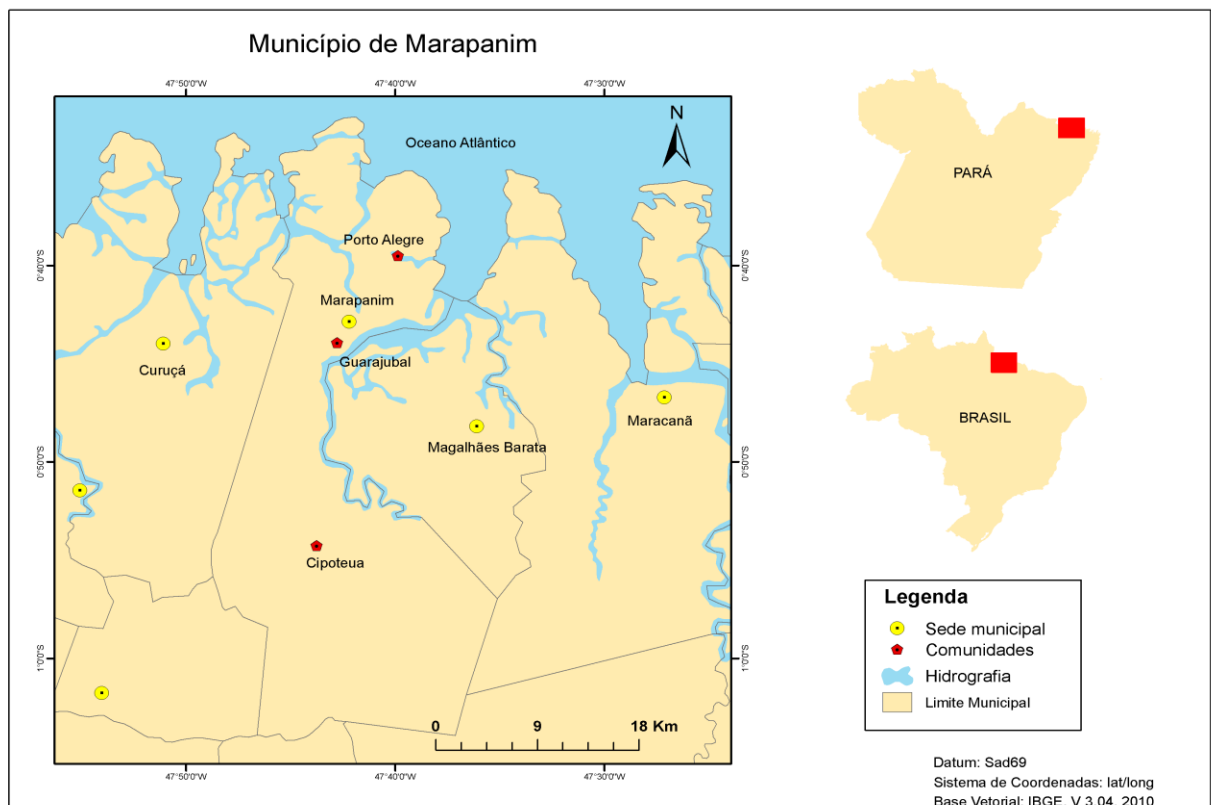 Município de Marapanim
47°50'0"W
47°40'0"W
47°30'0"W
N
Oceano Atlântico
PARÁ
Porto Alegre
0°40'0"S
0°40'0"S
Marapanim
Guarajubal
Curuçá
Maracanã
BRASIL
Magalhães Barata
0°50'0"S
0°50'0"S
Cipoteua
Legenda
Sede municipal
Comunidades
Hidrografia
Limite Municipal
1°0'0"S
1°0'0"S
0 9 18 Km
47°50'0"W
47°40'0"W
47°30'0"W
Datum: Sad69
Sistema de Coordenadas: lat/long
Base Vetorial: IBGE, V 3.04, 2010